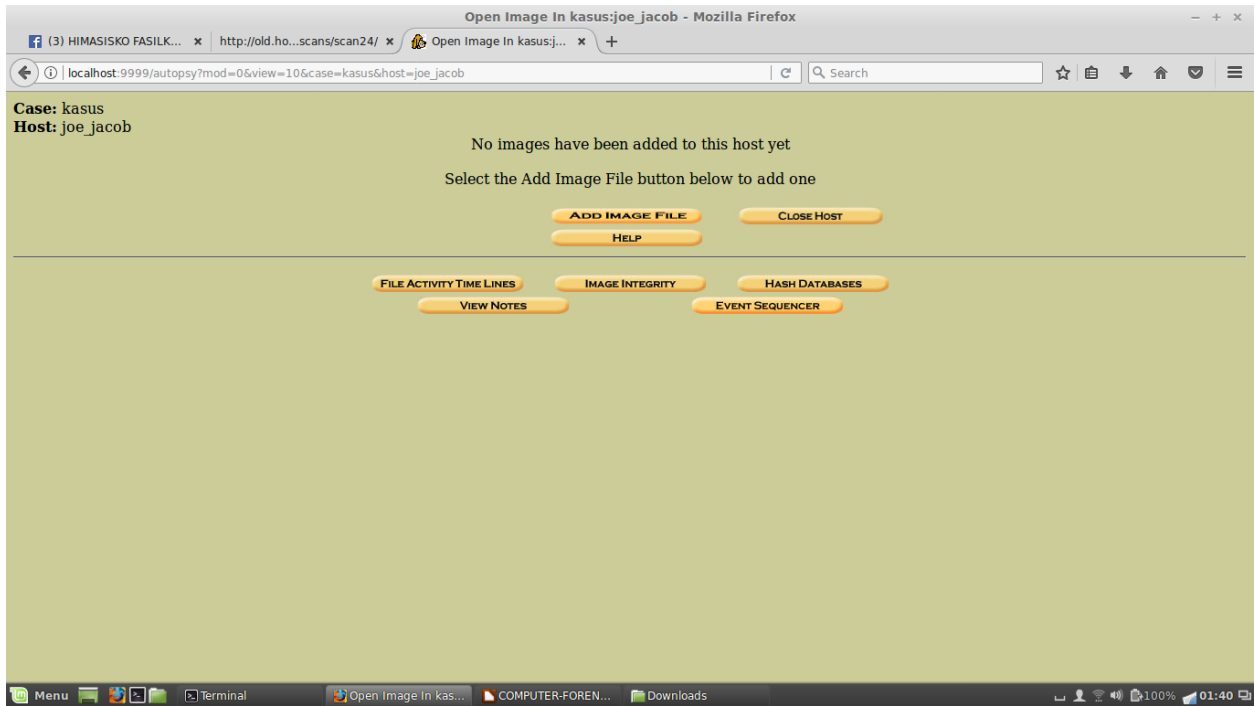 Open Image In kasus:joe_jacob - Mozilla Firefox
(3) HIMASISKO FASILK... × http://old.ho...scans/scan24/ × Open Image In kasus:j... × +
localhost:9999/autopsy?mod=0&view=10&case=kasus&host=joe_jacob Search
Case: kasus
Host: joe_jacob
No images have been added to this host yet
Select the Add Image File button below to add one
ADD IMAGE FILE CLOSE HOST
HELP
FILE ACTIVITY TIME LINES IMAGE INTEGRITY HASH DATABASES
VIEW NOTES EVENT SEQUENCER
Menu Terminal Open Image In kas... COMPUTER-FOREN... Downloads 100% 01:40